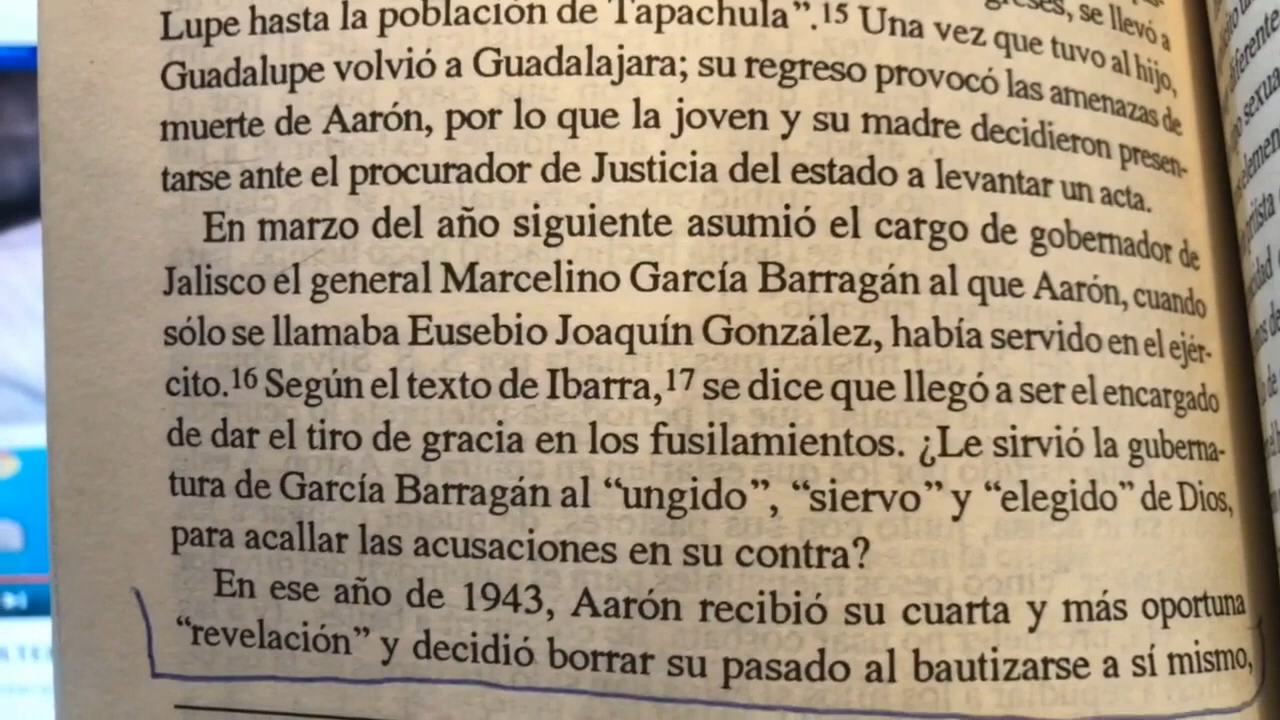 greses, se llevó a
Lupe hasta la población de Tapachula”.15 Una vez que tuvo al hijo,
Guadalupe volvió a Guadalajara; su regreso provocó las amenazas de
muerte de Aarón, por lo que la joven y su madre decidieron presen-
tarse ante el procurador de Justicia del estado a levantar un acta.
En marzo del año siguiente asumió el cargo de gobernador de
Jalisco el general Marcelino García Barragán al que Aarón, cuando
sólo se llamaba Eusebio Joaquín González, había servido en el ejér-
cito.16 Según el texto de Ibarra,17 se dice que llegó a ser el encargado
de dar el tiro de gracia en los fusilamientos. ¿Le sirvió la guberna-
tura de García Barragán al “ungido”, “siervo” y “elegido” de Dios,
para acallar las acusaciones en su contra?
En ese año de 1943, Aarón recibió su cuarta y más oportuna
“revelación” y decidió borrar su pasado al bautizarse a sí mismo,